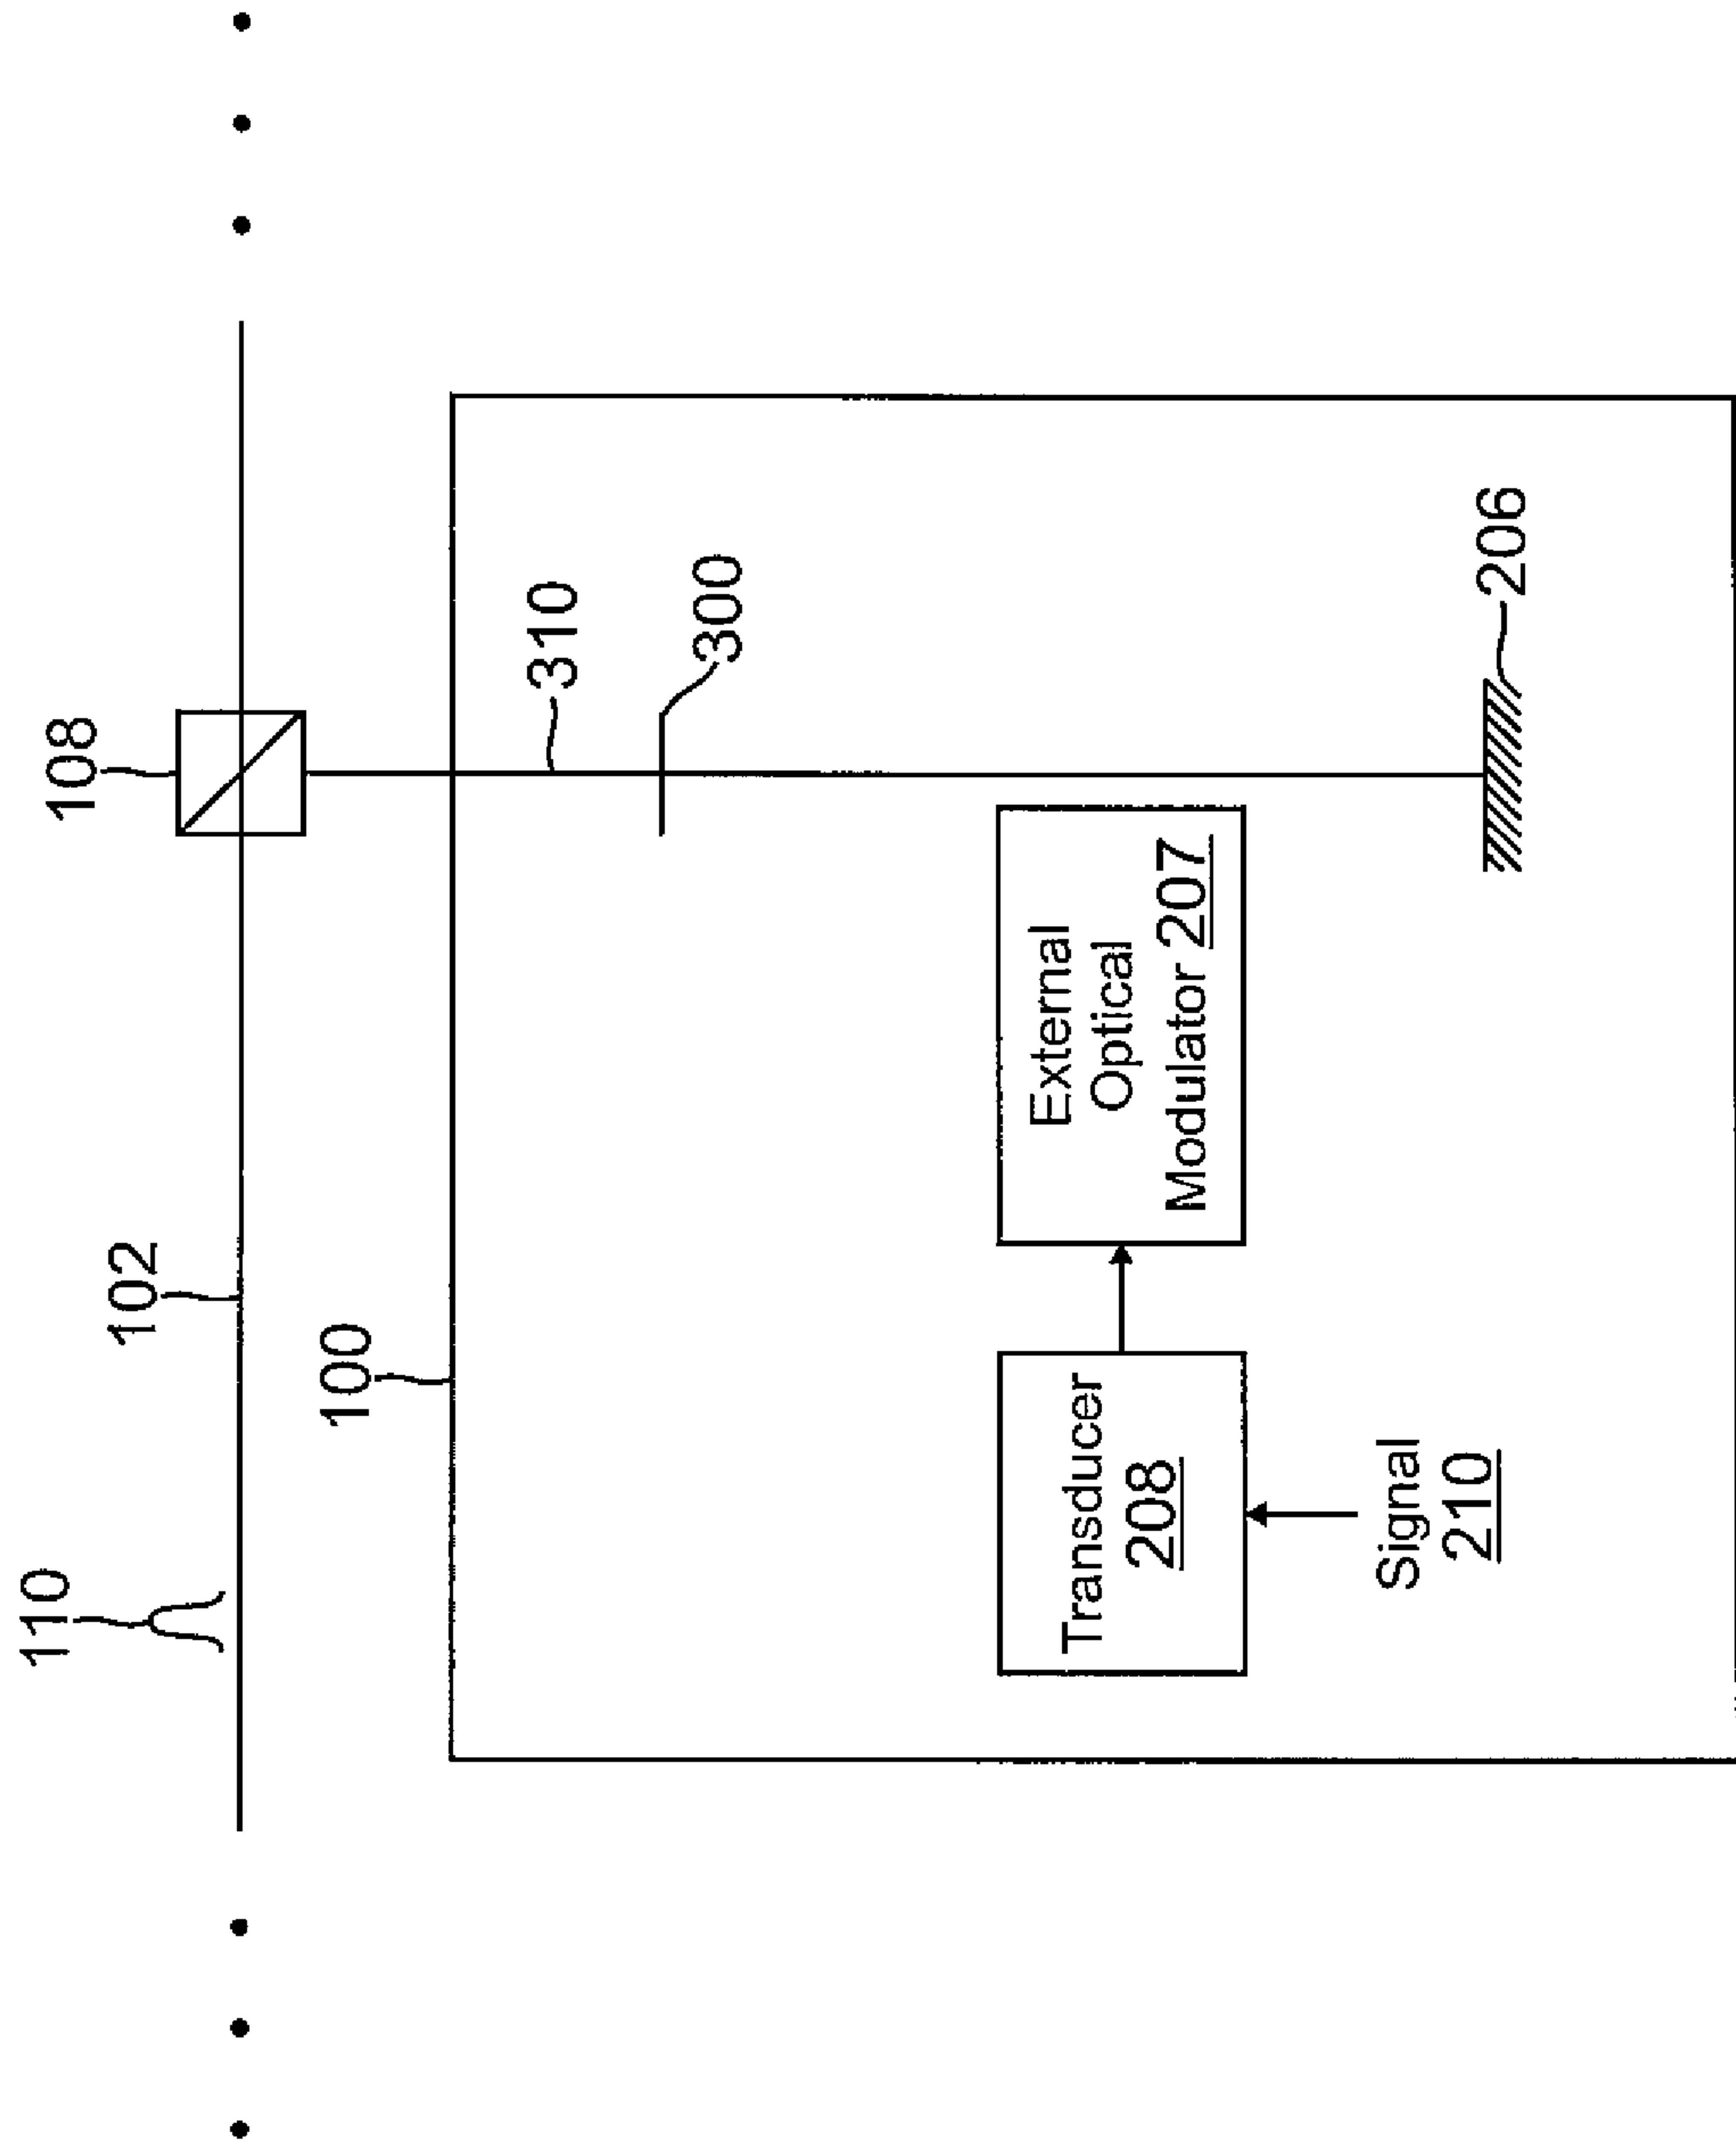 110
102
108
100
310
300
Transducer
208
External
Optical
Modulator 207
Signal
210
206